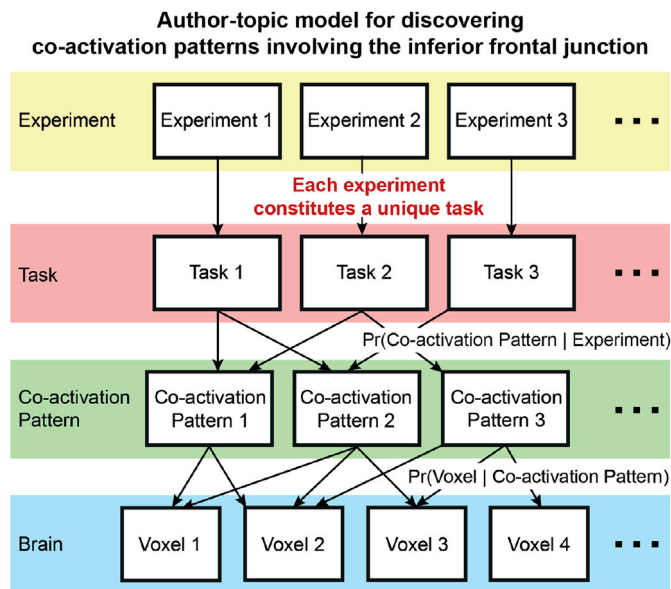 Author-topic model for discovering
co-activation patterns involving the inferior frontal junction
Experiment
Experiment 1
Experiment 2
Experiment 3
Each experiment
constitutes a unique task
Task
Task 1
Task 2
Task 3
Pr(Co-activation Pattern | Experiment)
Co-activation
Pattern
Co-activation
Pattern 1
Co-activation
Pattern 2
Co-activation
Pattern 3
Pr(Voxel | Co-activation Pattern)
Brain
Voxel 1
Voxel 2
Voxel 3
Voxel 4